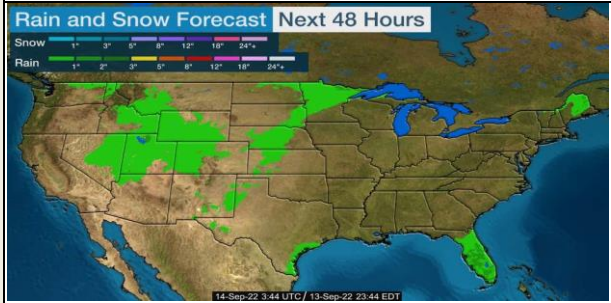 Rain and Snow Forecast Next 48 Hours
Snow
1" 3" 5" 8" 12" 18" 24"+
Rain
1" 2" 3" 5" 8" 12" 18" 24"+
14-Sep-22 3:44 UTC / 13-Sep-22 23:44 EDT